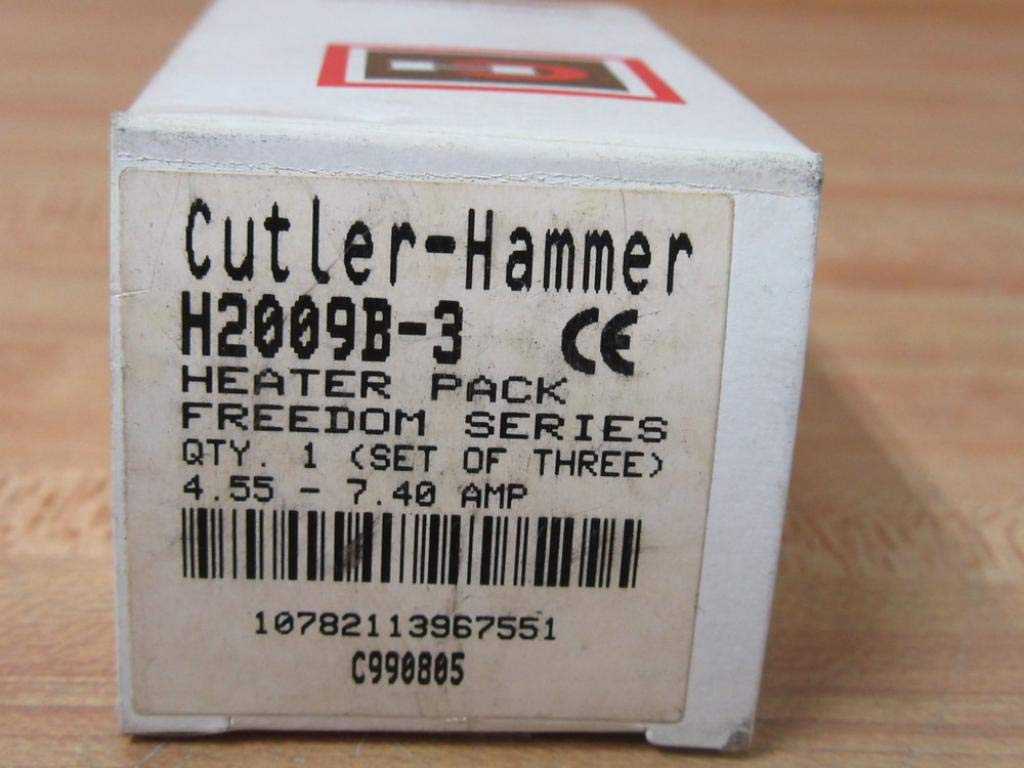 Cutler-Hammer
H2009B-3 CE
HEATER PACK
FREEDOM SERIES
QTY. 1 (SET OF THREE)
4.55 - 7.40 AMP
10782113967551
C990805